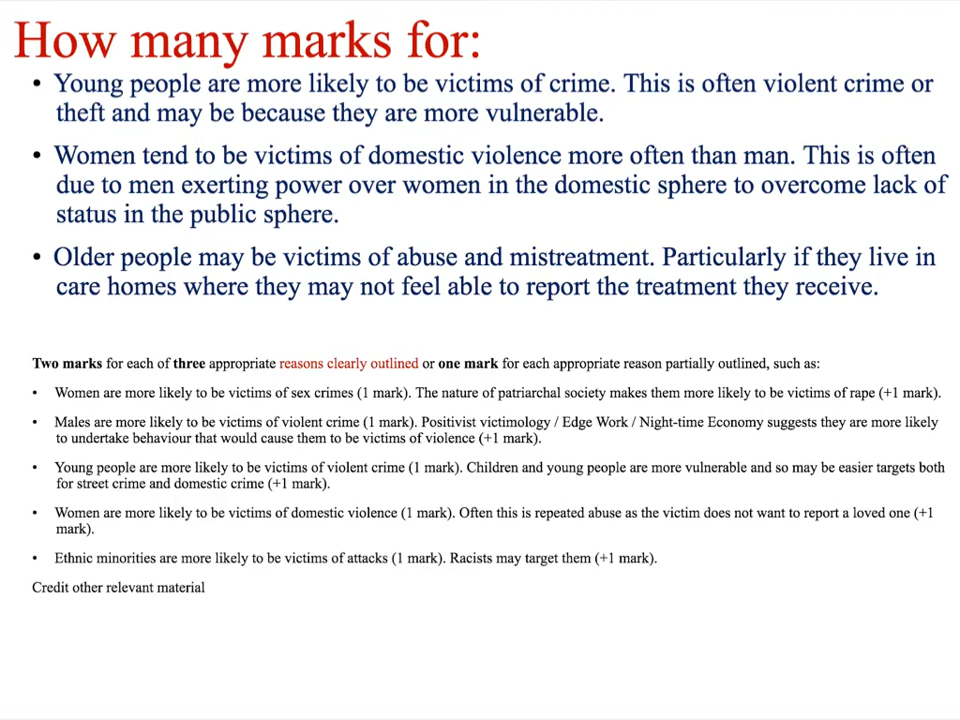 How many marks for:
• Young people are more likely to be victims of crime. This is often violent crime or
theft and may be because they are more vulnerable.
• Women tend to be victims of domestic violence more often than man. This is often
due to men exerting power over women in the domestic sphere to overcome lack of
status in the public sphere.
• Older people may be victims of abuse and mistreatment. Particularly if they live in
care homes where they may not feel able to report the treatment they receive.
Two marks for each of three appropriate reasons clearly outlined or one mark for each appropriate reason partially outlined, such as:
• Women are more likely to be victims of sex crimes (1 mark). The nature of patriarchal society makes them more likely to be victims of rape (+1 mark).
• Males are more likely to be victims of violent crime (1 mark). Positivist victimology / Edge Work / Night-time Economy suggests they are more likely
to undertake behaviour that would cause them to be victims of violence (+1 mark).
• Young people are more likely to be victims of violent crime (1 mark). Children and young people are more vulnerable and so may be easier targets both
for street crime and domestic crime (+1 mark).
• Women are more likely to be victims of domestic violence (1 mark). Often this is repeated abuse as the victim does not want to report a loved one (+1
mark).
• Ethnic minorities are more likely to be victims of attacks (1 mark). Racists may target them (+1 mark).
Credit other relevant material